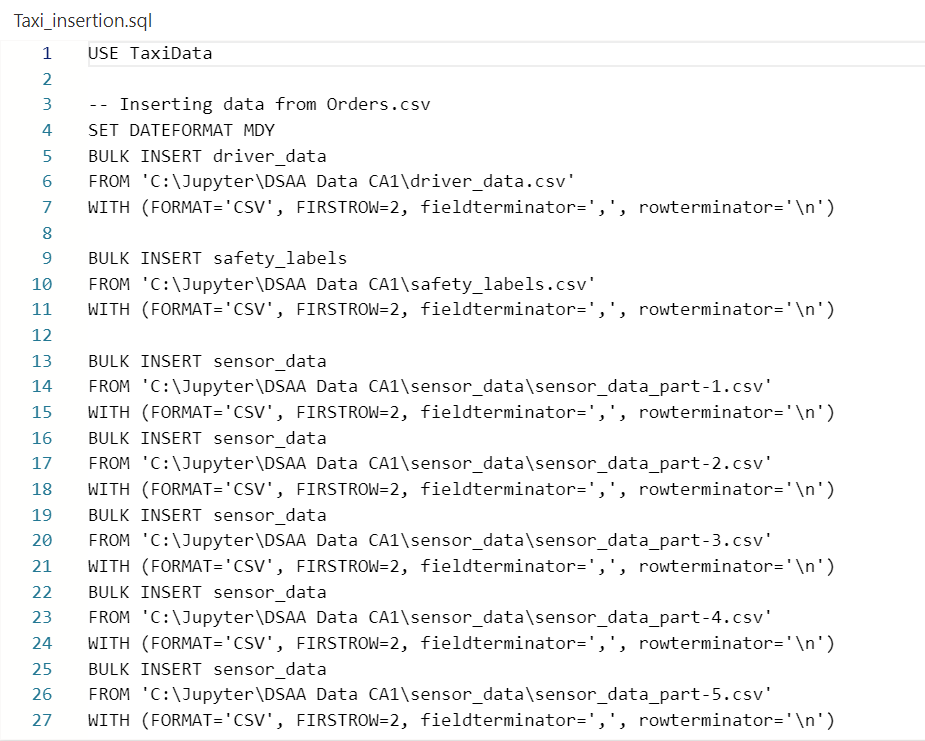 Taxi_insertion.sql
1 USE TaxiData
2
3 -- Inserting data from Orders.csv
4 SET DATEFORMAT MDY
5 BULK INSERT driver_data
6 FROM 'C:\Jupyter\DSAA Data CA1\driver_data.csv'
7 WITH (FORMAT='CSV', FIRSTROW=2, fieldterminator=',', rowterminator='\n')
8
9 BULK INSERT safety_labels
10 FROM 'C:\Jupyter\DSAA Data CA1\safety_labels.csv'
11 WITH (FORMAT='CSV', FIRSTROW=2, fieldterminator=',', rowterminator='\n')
12
13 BULK INSERT sensor_data
14 FROM 'C:\Jupyter\DSAA Data CA1\sensor_data\sensor_data_part-1.csv'
15 WITH (FORMAT='CSV', FIRSTROW=2, fieldterminator=',', rowterminator='\n')
16 BULK INSERT sensor_data
17 FROM 'C:\Jupyter\DSAA Data CA1\sensor_data\sensor_data_part-2.csv'
18 WITH (FORMAT='CSV', FIRSTROW=2, fieldterminator=',', rowterminator='\n')
19 BULK INSERT sensor_data
20 FROM 'C:\Jupyter\DSAA Data CA1\sensor_data\sensor_data_part-3.csv'
21 WITH (FORMAT='CSV', FIRSTROW=2, fieldterminator=',', rowterminator='\n')
22 BULK INSERT sensor_data
23 FROM 'C:\Jupyter\DSAA Data CA1\sensor_data\sensor_data_part-4.csv'
24 WITH (FORMAT='CSV', FIRSTROW=2, fieldterminator=',', rowterminator='\n')
25 BULK INSERT sensor_data
26 FROM 'C:\Jupyter\DSAA Data CA1\sensor_data\sensor_data_part-5.csv'
27 WITH (FORMAT='CSV', FIRSTROW=2, fieldterminator=',', rowterminator='\n')